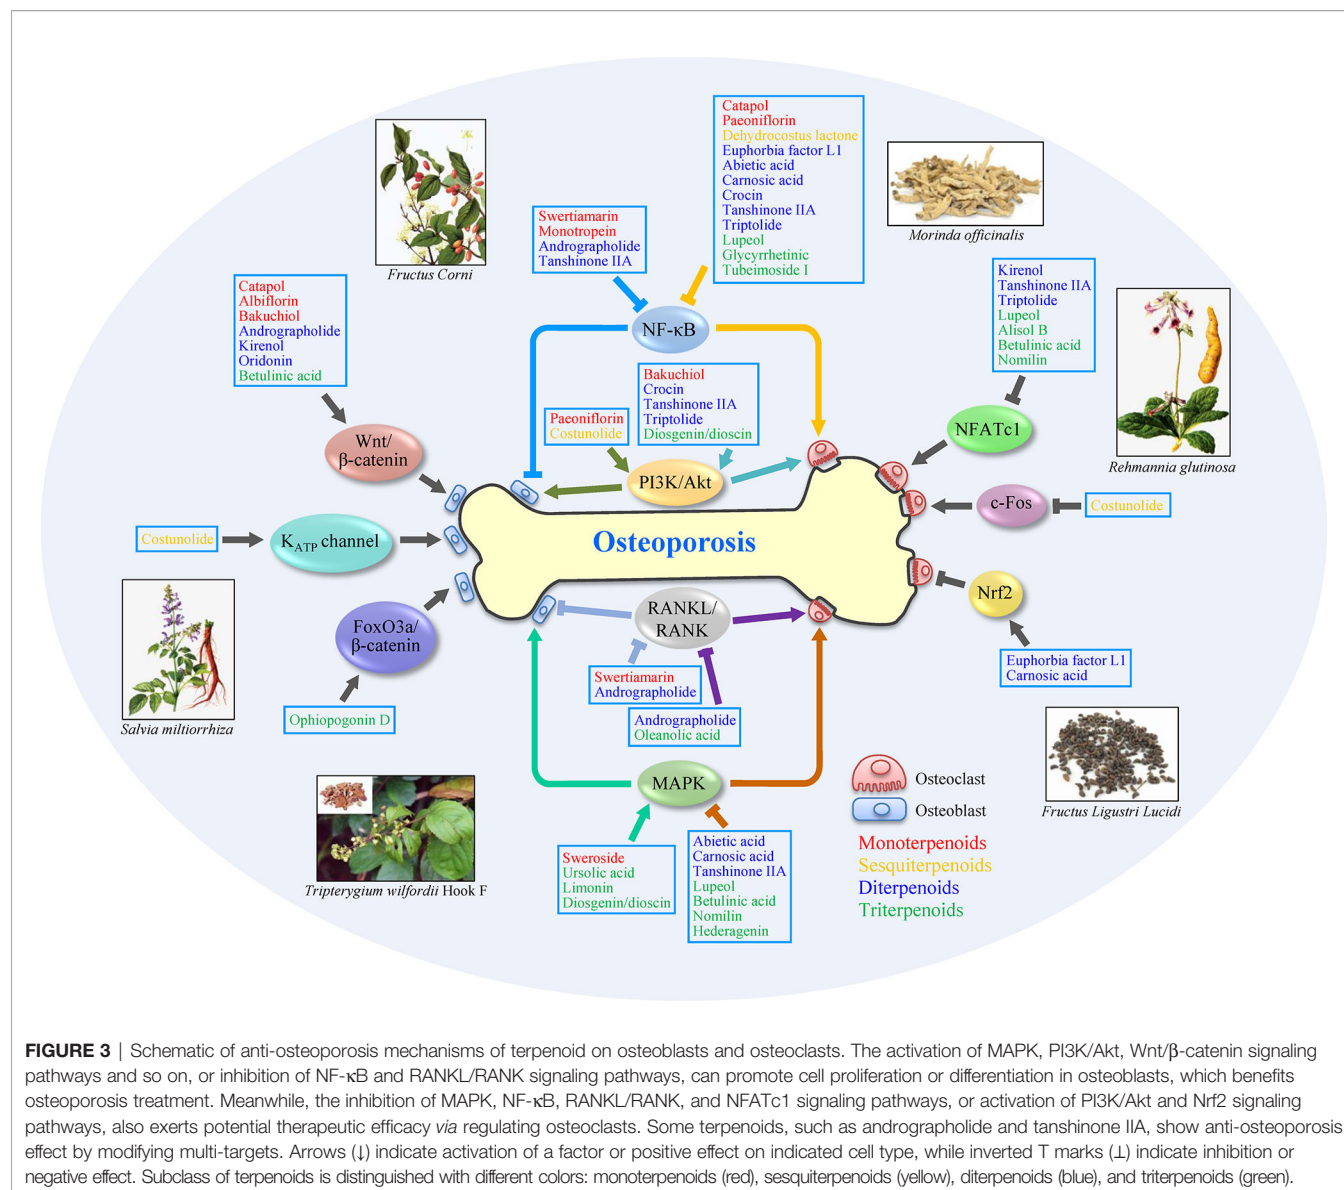 Catapol
Paeoniflorin
Dehydrocostus lactone
Euphorbia factor L1
Abietic acid
Carnosic acid
Crocin
Tanshinone IIA
Triptolide
Lupeol
Glycyrrhetinic
Tubeimoside I
Fructus Corni
Swertiamarin
Monotropein
Andrographolide
Tanshinone IIA
Morinda officinalis
Catapol
Albiflorin
Bakuchiol
Andrographolide
Kirenol
Oridonin
Betulinic acid
NF-κB
Kirenol
Tanshinone IIA
Triptolide
Lupeol
Alisol B
Betulinic acid
Nomilin
Bakuchiol
Crocin
Tanshinone IIA
Triptolide
Diosgenin/dioscin
Paeoniflorin
Costunolide
Wnt/
β-catenin
NFATc1
Rehmannia glutinosa
PI3K/Akt
c-Fos
Costunolide
Costunolide
KATP channel
Osteoporosis
Nrf2
RANKL/
RANK
FoxO3a/
β-catenin
Euphorbia factor L1
Carnosic acid
Swertiamarin
Andrographolide
Ophiopogonin D
Andrographolide
Oleanolic acid
Salvia miltiorrhiza
MAPK
Osteoclast
Osteoblast
Fructus Ligustri Lucidi
Tripterygium wilfordii Hook F
Sweroside
Ursolic acid
Limonin
Diosgenin/dioscin
Abietic acid
Carnosic acid
Tanshinone IIA
Lupeol
Betulinic acid
Nomilin
Hederagenin
Monoterpenoids
Sesquiterpenoids
Diterpenoids
Triterpenoids
FIGURE 3 | Schematic of anti-osteoporosis mechanisms of terpenoid on osteoblasts and osteoclasts. The activation of MAPK, PI3K/Akt, Wnt/β-catenin signaling
pathways and so on, or inhibition of NF-κB and RANKL/RANK signaling pathways, can promote cell proliferation or differentiation in osteoblasts, which benefits
osteoporosis treatment. Meanwhile, the inhibition of MAPK, NF-κB, RANKL/RANK, and NFATc1 signaling pathways, or activation of PI3K/Akt and Nrf2 signaling
pathways, also exerts potential therapeutic efficacy via regulating osteoclasts. Some terpenoids, such as andrographolide and tanshinone IIA, show anti-osteoporosis
effect by modifying multi-targets. Arrows (↓) indicate activation of a factor or positive effect on indicated cell type, while inverted T marks (⊥) indicate inhibition or
negative effect. Subclass of terpenoids is distinguished with different colors: monoterpenoids (red), sesquiterpenoids (yellow), diterpenoids (blue), and triterpenoids (green).